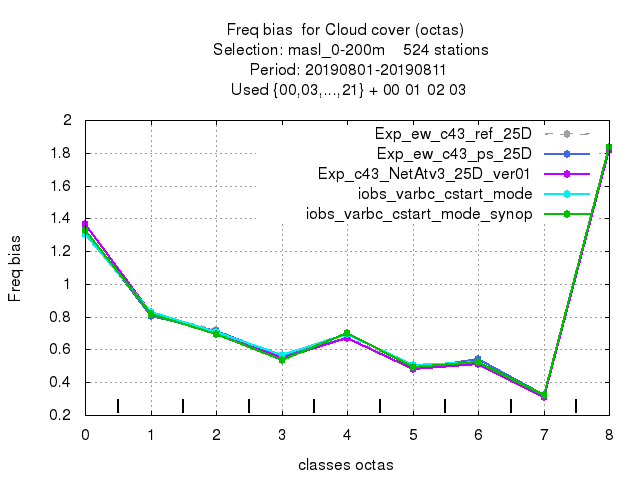 Freq bias  for Cloud cover (octas)
Selection: masl_0-200m    524 stations
Period: 20190801-20190811
Used {00,03,...,21} + 00 01 02 03
Exp_ew_c43_ref_25D
Exp_ew_c43_ps_25D
Exp_c43_NetAtv3_25D_ver01
iobs_varbc_cstart_mode
iobs_varbc_cstart_mode_synop
Freq bias
2
1.8
1.6
1.4
1.2
1
0.8
0.6
0.4
0.2
0 1 2 3 4 5 6 7 8
classes octas